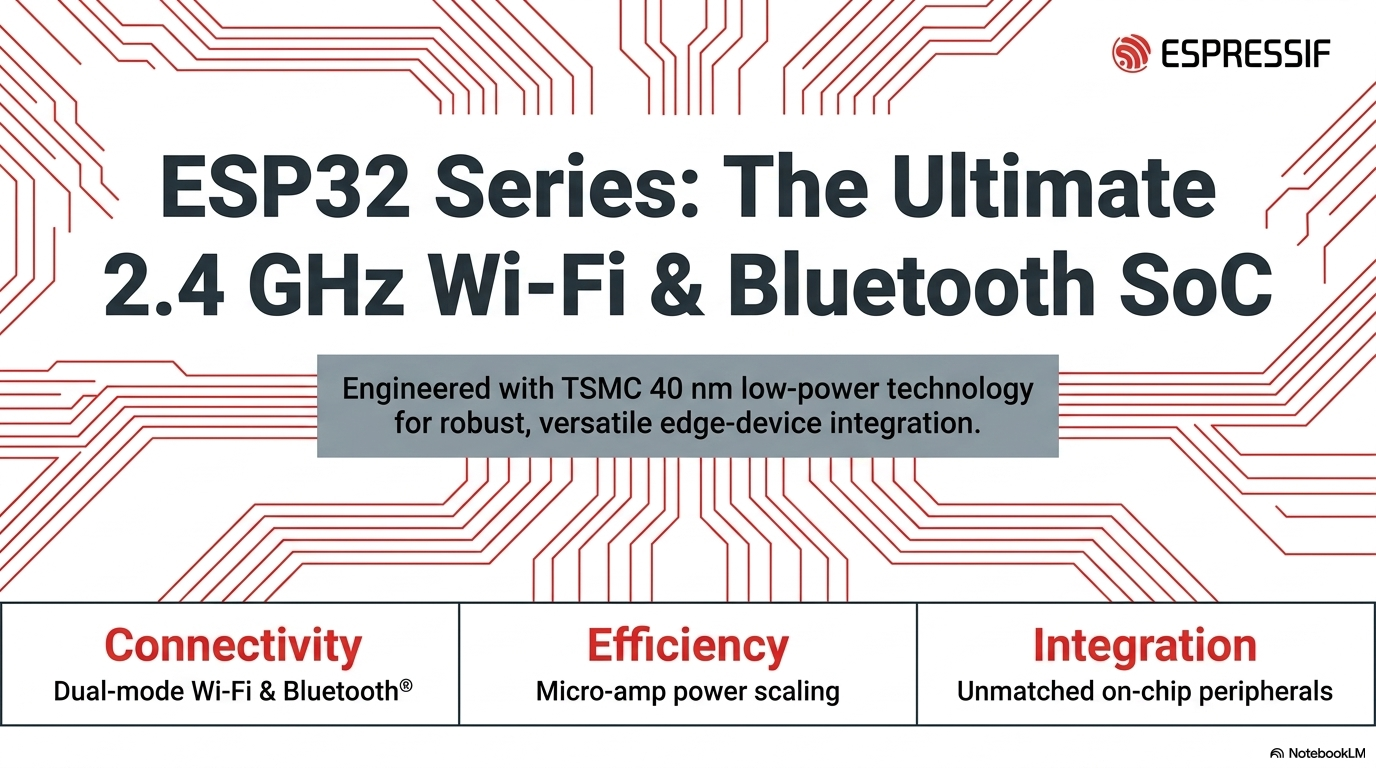 ESPRESSIF
ESP32 Series: The Ultimate
2.4 GHz Wi-Fi & Bluetooth SoC
Engineered with TSMC 40 nm low-power technology
for robust, versatile edge-device integration.
Connectivity
Dual-mode Wi-Fi & Bluetooth®
Efficiency
Micro-amp power scaling
Integration
Unmatched on-chip peripherals
NotebookLM